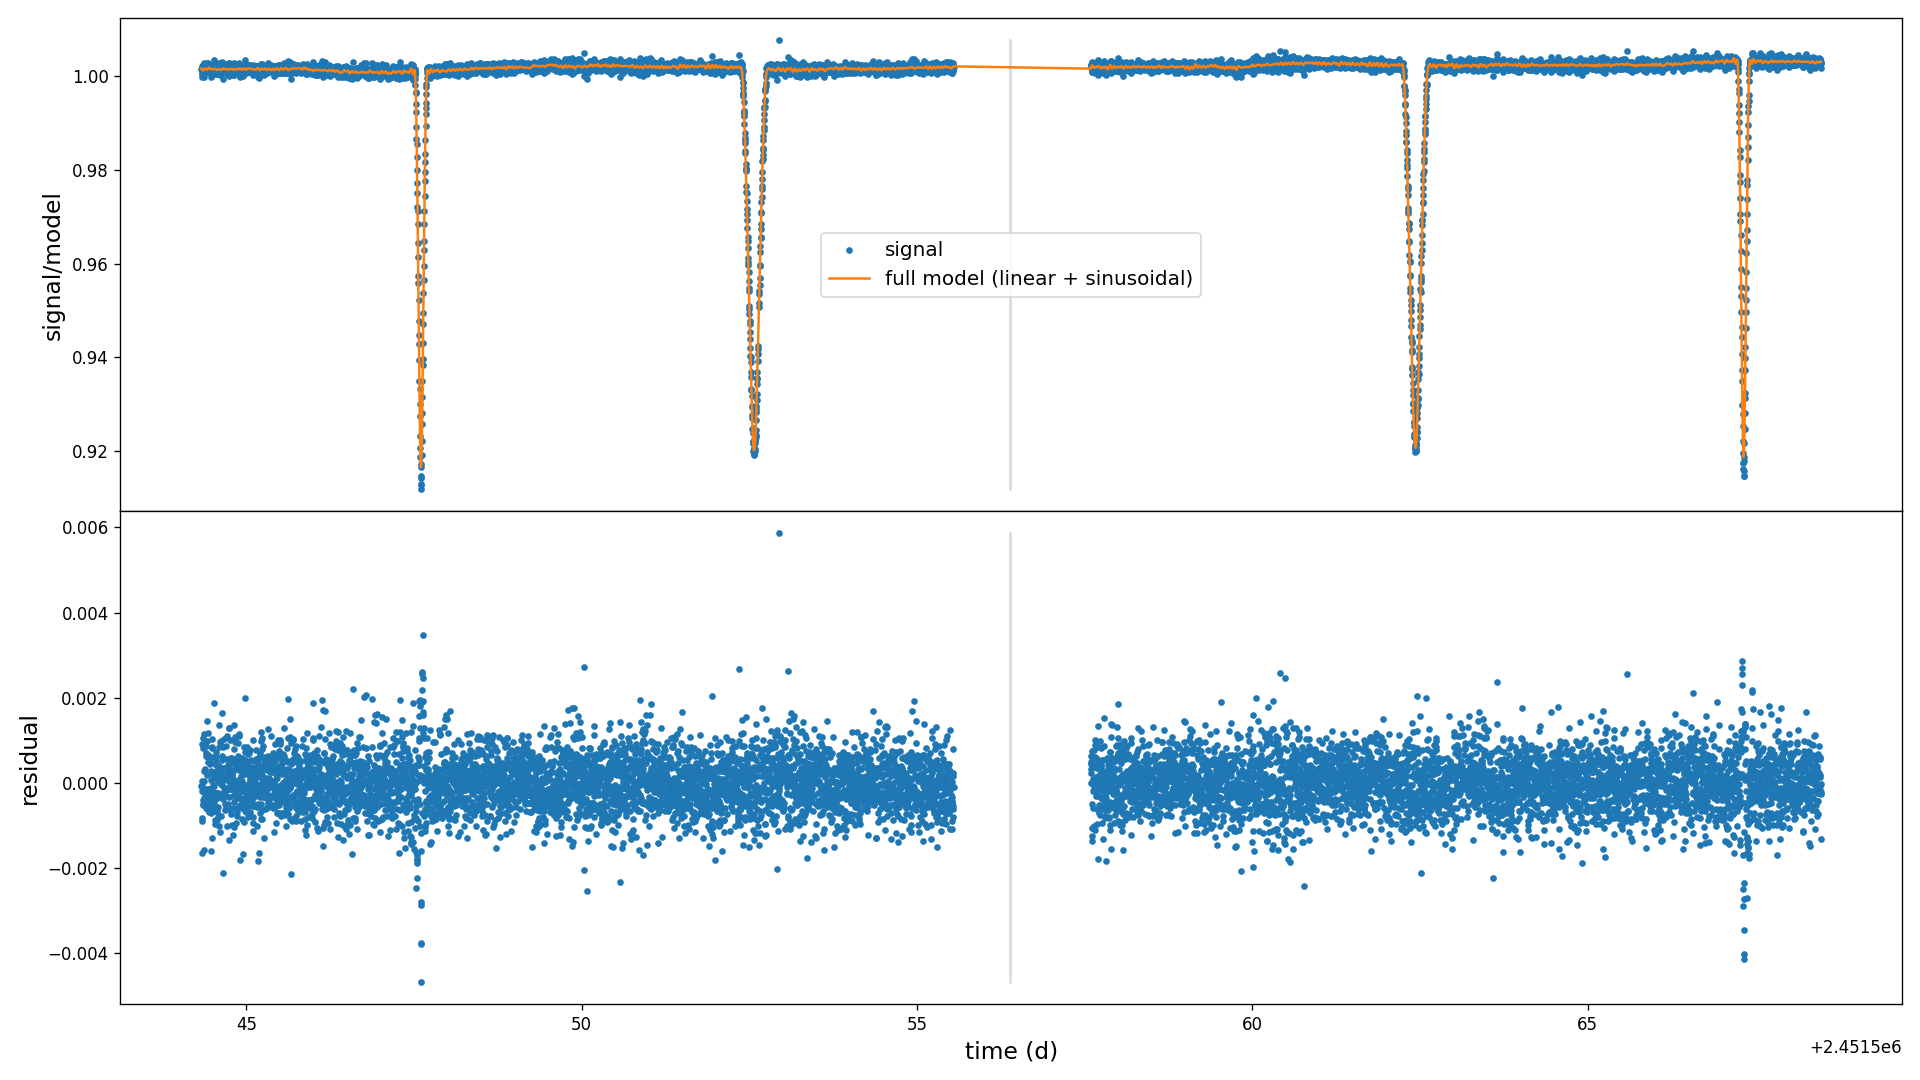 signal/model
1.00
0.98
0.96
0.94
0.92
signal
full model (linear + sinusoidal)
residual
0.006
0.004
0.002
0.000
−0.002
−0.004
45
50
55
60
65
time (d)
+2.4515e6